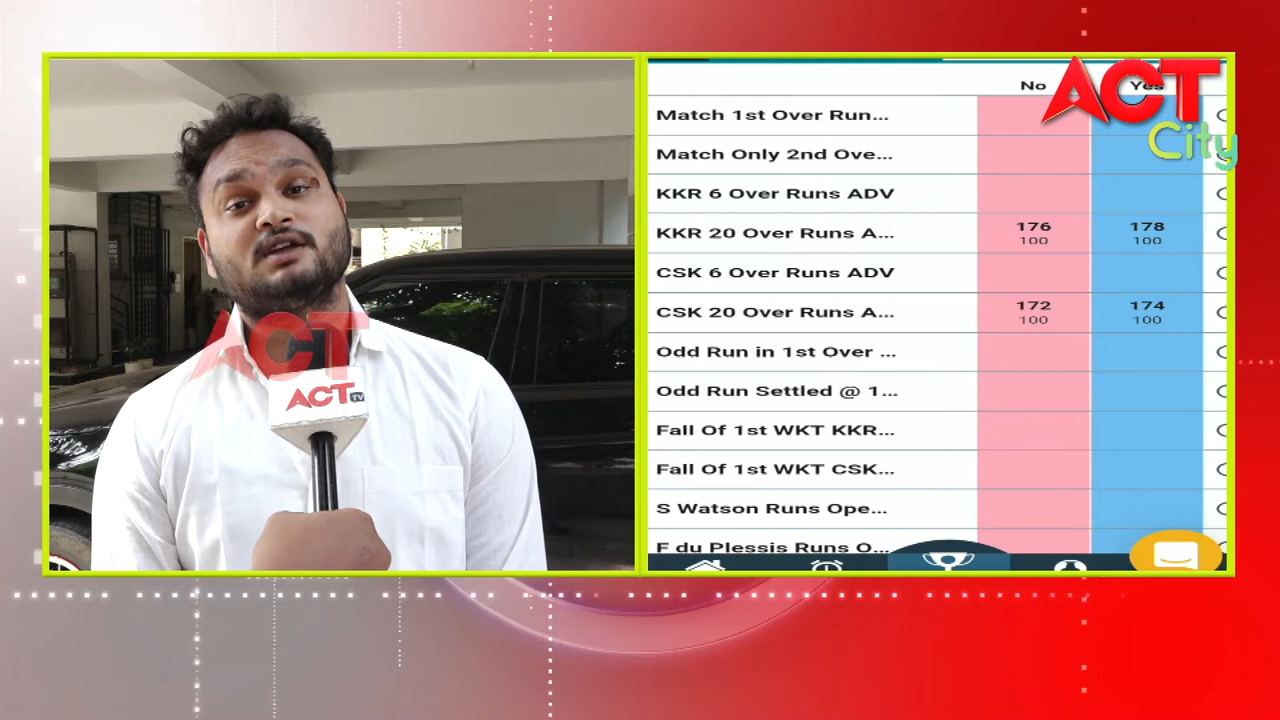 ACT
City
ACT
ACT TV
No Yes
Match 1st Over Run...
Match Only 2nd Ove...
KKR 6 Over Runs ADV
KKR 20 Over Runs A... 176 178
100 100
CSK 6 Over Runs ADV
CSK 20 Over Runs A... 172 174
100 100
Odd Run in 1st Over ...
Odd Run Settled @ 1...
Fall Of 1st WKT KKR...
Fall Of 1st WKT CSK...
S Watson Runs Ope...
F du Plessis Runs O...